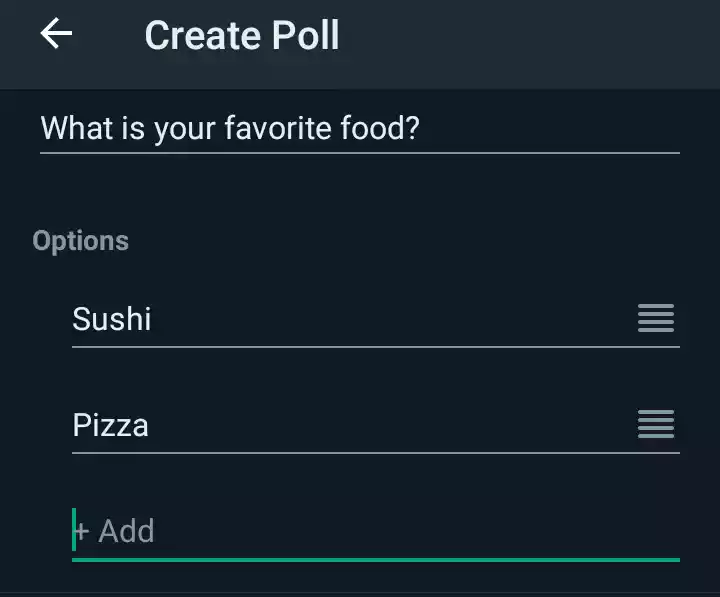 Create Poll
What is your favorite food?
Options
Sushi
Pizza
+ Add